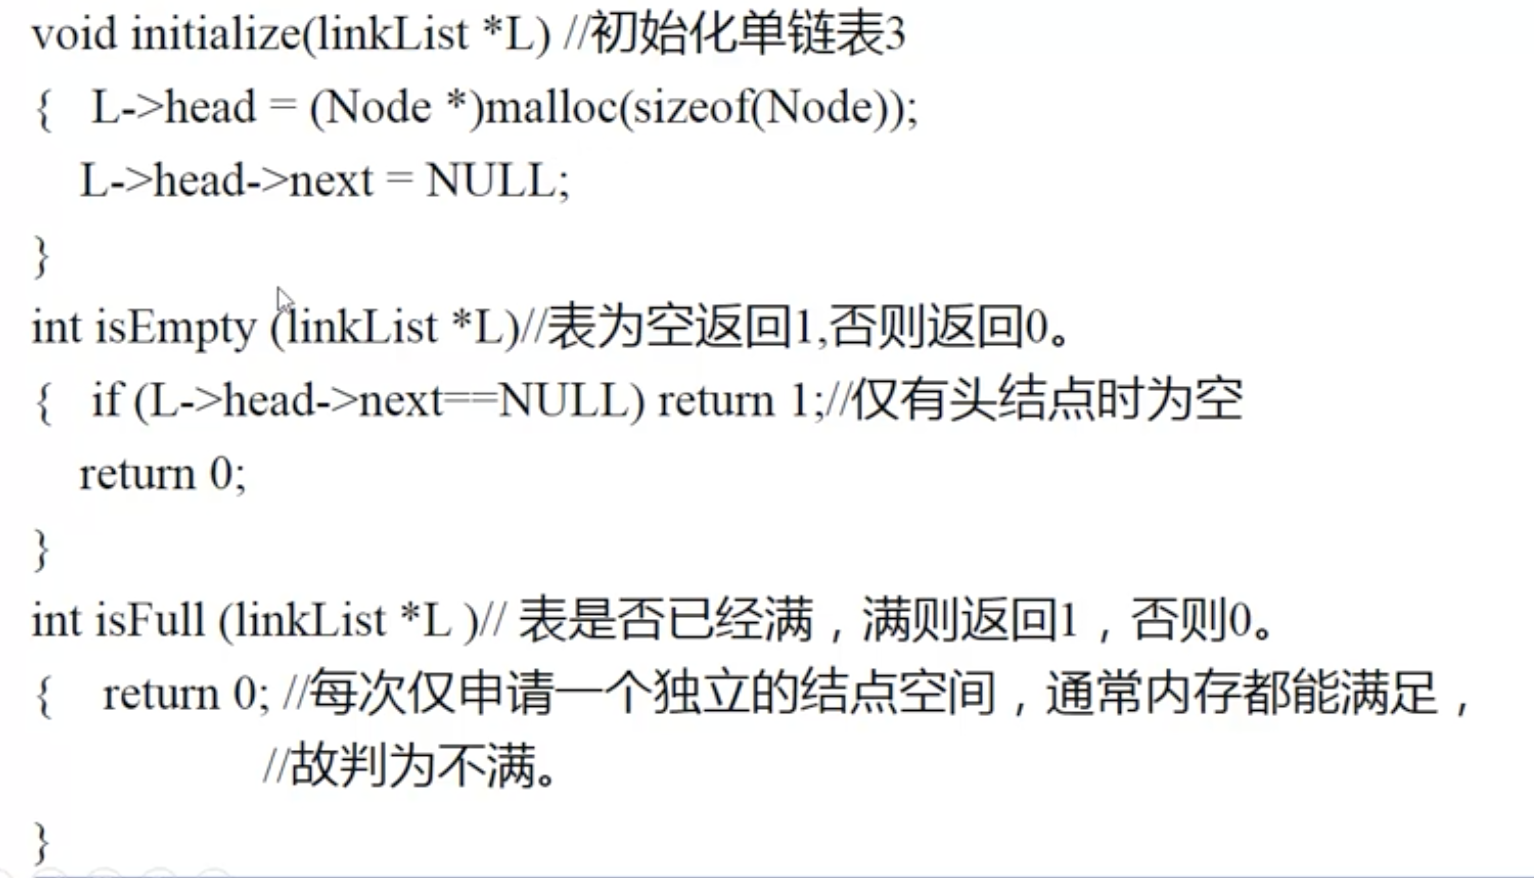 void initialize(linkList *L) //初始化单链表3
{ L->head = (Node *)malloc(sizeof(Node));
L->head->next = NULL;
}
int isEmpty (linkList *L)//表为空返回1,否则返回0。
{ if (L->head->next==NULL) return 1;//仅有头结点时为空
return 0;
}
int isFull (linkList *L )// 表是否已经满，满则返回1，否则0。
{ return 0; //每次仅申请一个独立的结点空间，通常内存都能满足，
//故判为不满。
}